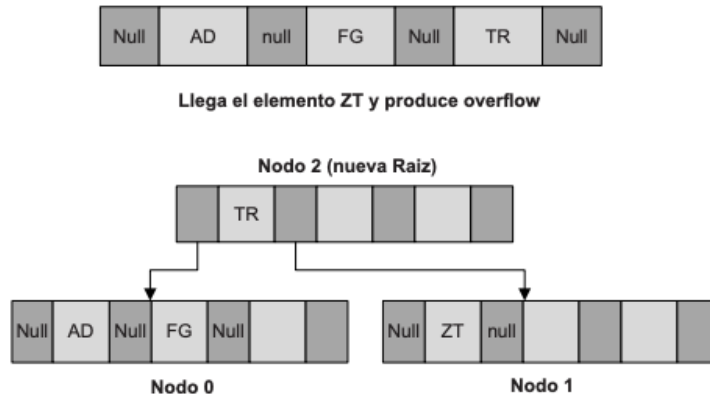 Null AD null FG Null TR Null
Llega el elemento ZT y produce overflow
Nodo 2 (nueva Raiz)
TR
Null AD Null FG Null
Null ZT null
Nodo 0
Nodo 1